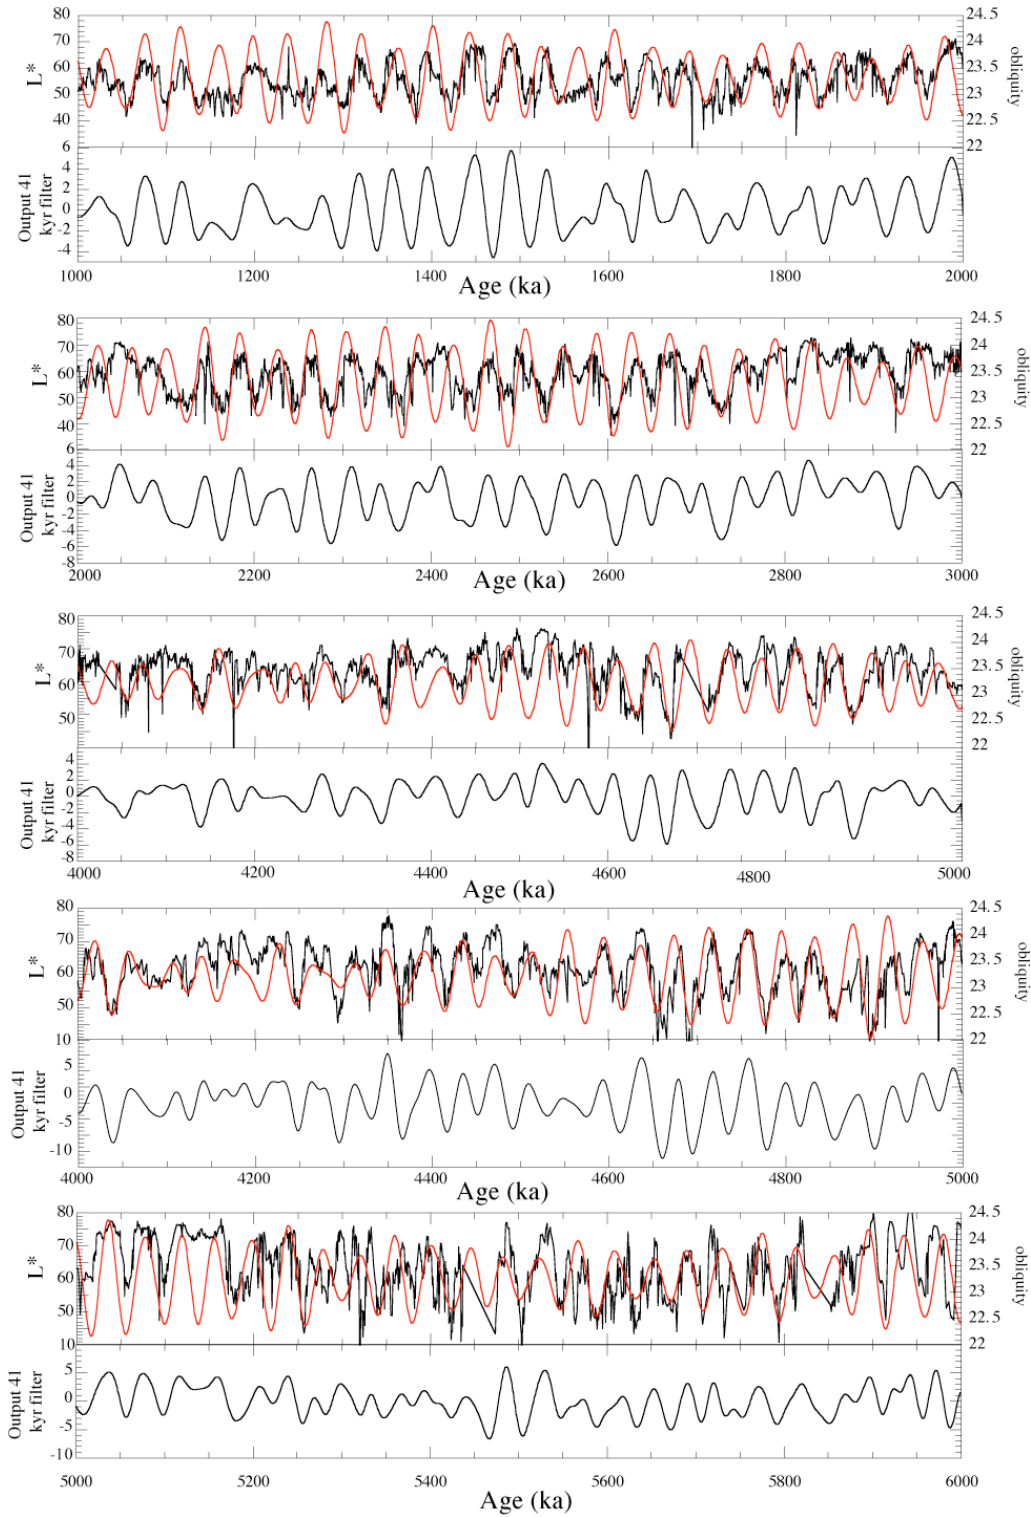 80 24.5
70 24
60 23.5
L* 50 23 obliquity
40 22.5
6 22
4
2
Output 41 0
kyr filter -2
-4
1000 1200 1400 1600 1800 2000
Age (ka)
80 24.5
70 24
60 23.5
L* 50 23 obliquity
40 22.5
6 22
4
2
Output 41 0
kyr filter -2
-4
-6
-8
2000 2200 2400 2600 2800 3000
Age (ka)
80 24.5
70 24
60 23.5
L* 23 obliquity
50 22.5
22
4
2
Output 41 0
kyr filter -2
-4
-6
-8
4000 4200 4400 4600 4800 5000
Age (ka)
80 24.5
70 24
60 23.5
L* 50 23 obliquity
22.5
10 22
5
Output 41 0
kyr filter -5
-10
4000 4200 4400 4600 4800 5000
Age (ka)
80 24.5
70 24
60 23.5
L* 50 23 obliquity
22.5
10 22
5
Output 41 0
kyr filter -5
-10
5000 5200 5400 5600 5800 6000
Age (ka)